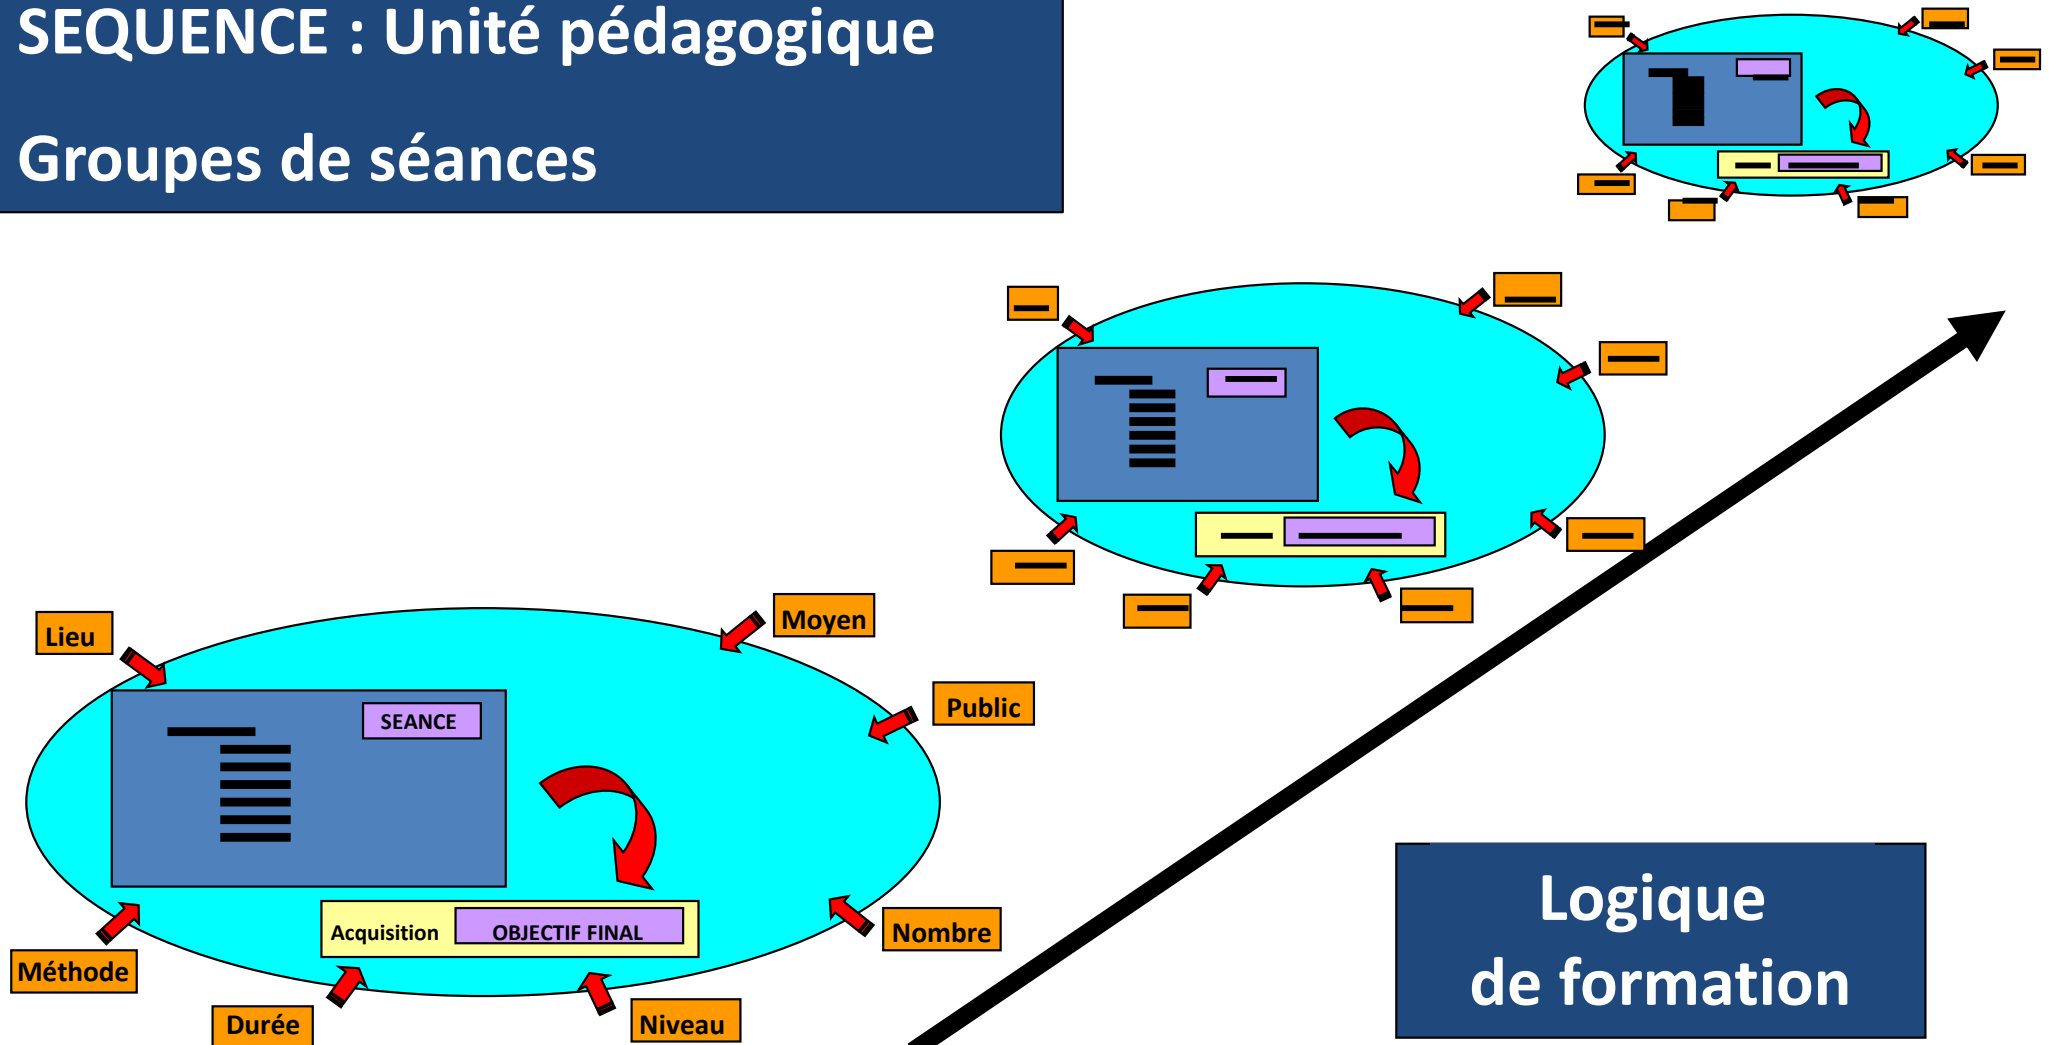 SEQUENCE : Unité pédagogique
Groupes de séances
Lieu
Moyen
Public
SEANCE
Acquisition
OBJECTIF FINAL
Nombre
Méthode
Durée
Niveau
Logique
de formation